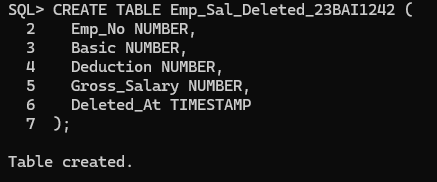 SQL> CREATE TABLE Emp_Sal_Deleted_23BAI1242 (
  2    Emp_No NUMBER,
  3    Basic NUMBER,
  4    Deduction NUMBER,
  5    Gross_Salary NUMBER,
  6    Deleted_At TIMESTAMP
  7  );

Table created.